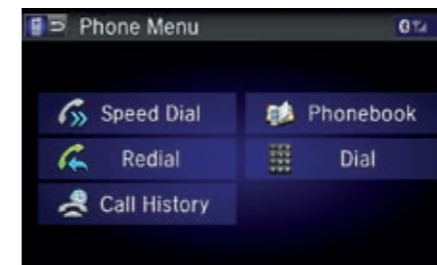 Phone Menu
Speed Dial
Phonebook
Redial
Dial
Call History